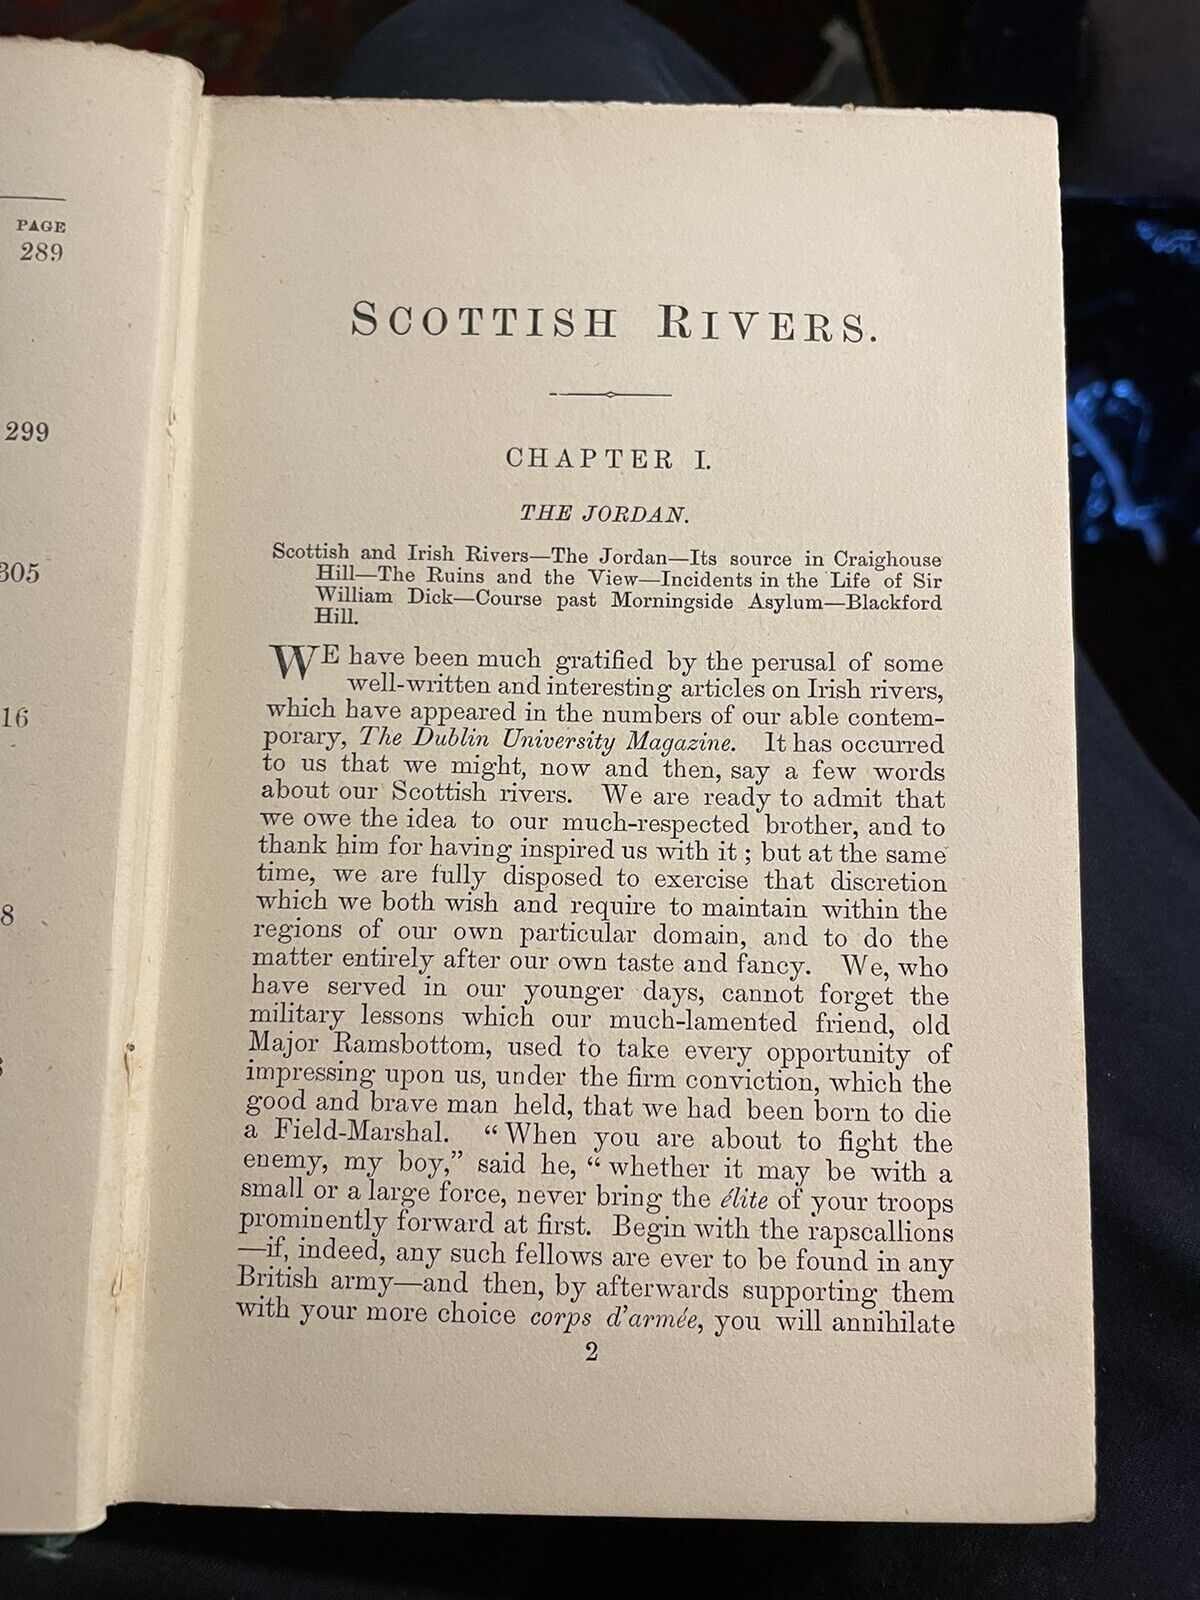 PAGE
289
299
305
16
8
SCOTTISH RIVERS.
CHAPTER I.
THE JORDAN.
Scottish and Irish Rivers—The Jordan—Its source in Craighouse
Hill—The Ruins and the View—Incidents in the Life of Sir
William Dick—Course past Morningside Asylum—Blackford
Hill.
WE have been much gratified by the perusal of some
well-written and interesting articles on Irish rivers,
which have appeared in the numbers of our able contem-
porary, The Dublin University Magazine. It has occurred
to us that we might, now and then, say a few words
about our Scottish rivers. We are ready to admit that
we owe the idea to our much-respected brother, and to
thank him for having inspired us with it; but at the same
time, we are fully disposed to exercise that discretion
which we both wish and require to maintain within the
regions of our own particular domain, and to do the
matter entirely after our own taste and fancy. We, who
have served in our younger days, cannot forget the
military lessons which our much-lamented friend, old
Major Ramsbottom, used to take every opportunity of
impressing upon us, under the firm conviction, which the
good and brave man held, that we had been born to die
a Field-Marshal. "When you are about to fight the
enemy, my boy," said he, "whether it may be with a
small or a large force, never bring the élite of your troops
prominently forward at first. Begin with the rapscallions
—if, indeed, any such fellows are ever to be found in any
British army—and then, by afterwards supporting them
with your more choice corps d'armée, you will annihilate
2